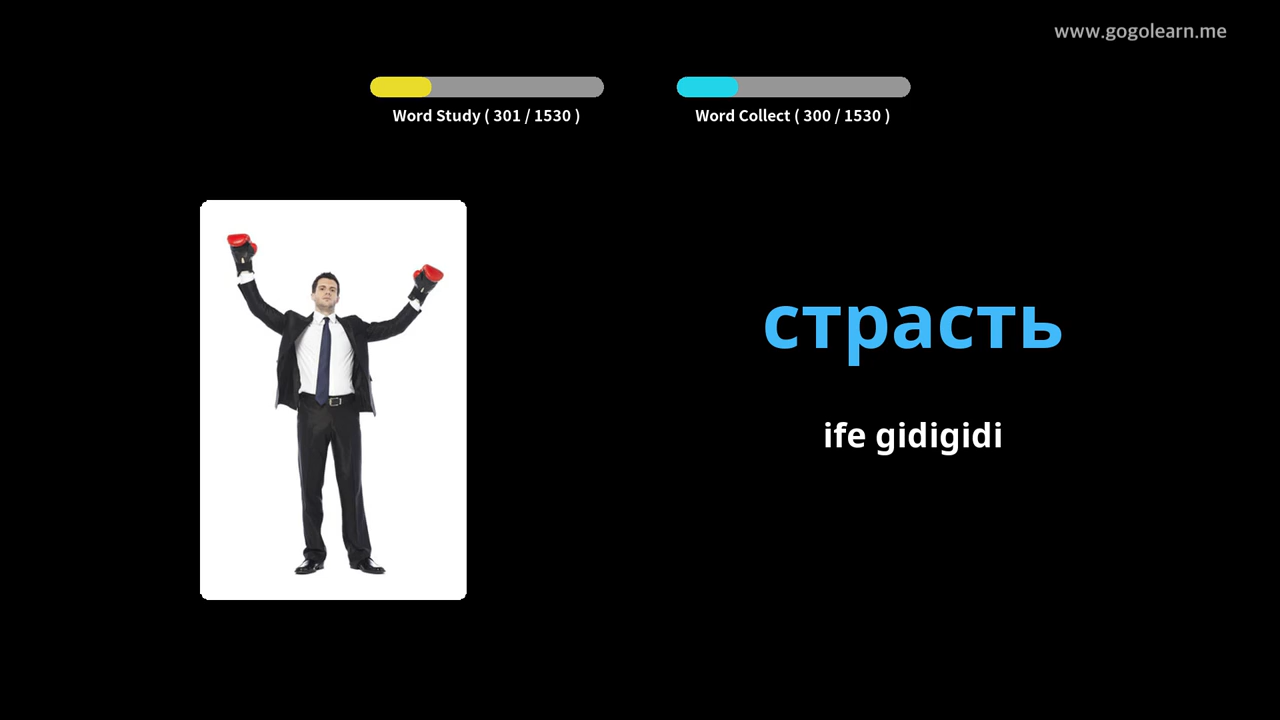 www.gogolearn.me
Word Study ( 301 / 1530 )
Word Collect ( 300 / 1530 )
страсть
ife gidigidi